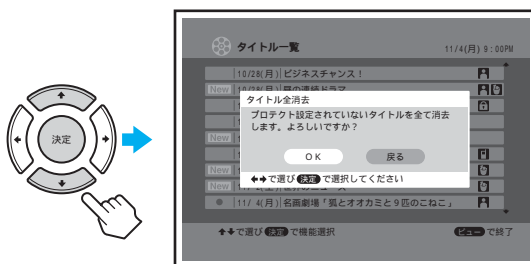 決定
タイトル一覧
11/4(月) 9:00PM
10/28(月) ビジネスチャンス！
New
タイトル全消去
プロテクト設定されていないタイトルを全て消去
します。よろしいですか？
OK 戻る
で選び 決定 で選択してください
New
New
New
11/ 4(月) 名画劇場「狐とオオカミと９匹のこねこ」
で選び 決定 で機能選択
ビュー で終了